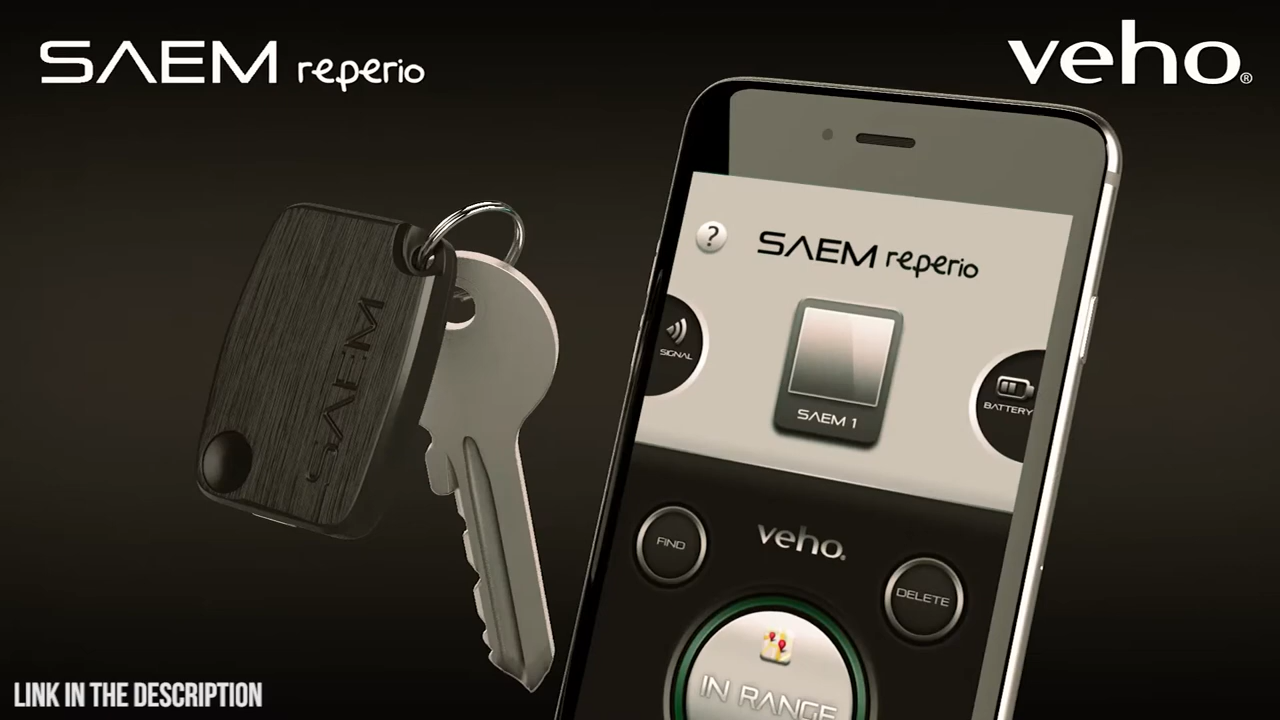 SAEM reperio
veho®
?
SAEM reperio
SIGNAL
SAEM 1
BATTERY
SAEM
FIND
veho®
DELETE
IN RANGE
LINK IN THE DESCRIPTION